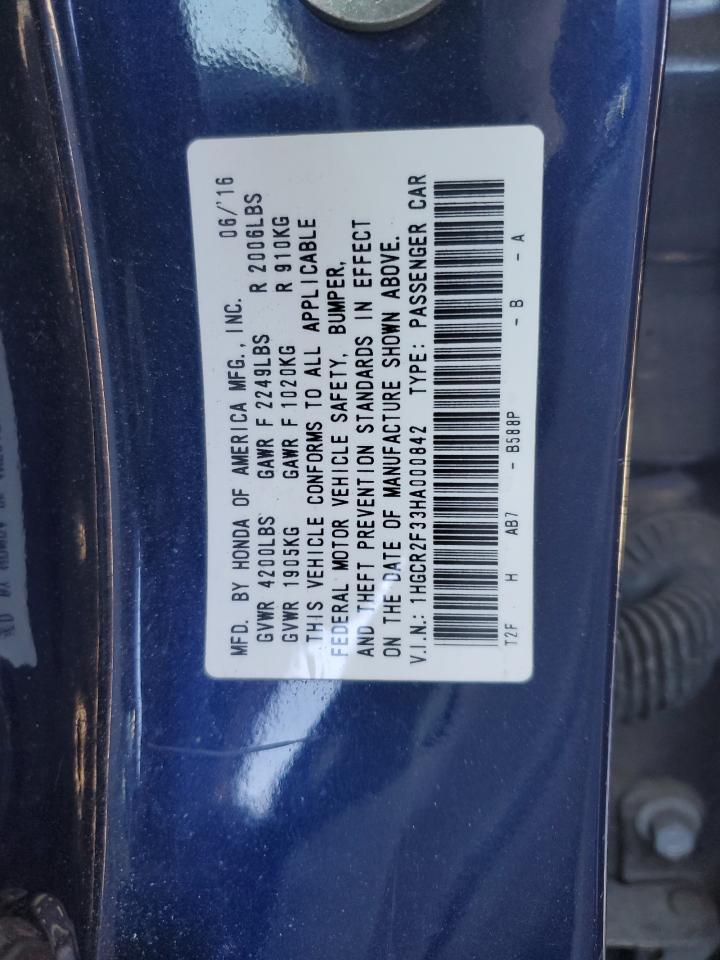 MFD. BY HONDA OF AMERICA MFG., INC. 06/'16
GVWR 4200LBS GAWR F 2249LBS R 2006LBS
GVWR 1905KG GAWR F 1020KG R 910KG
THIS VEHICLE CONFORMS TO ALL APPLICABLE
FEDERAL MOTOR VEHICLE SAFETY, BUMPER,
AND THEFT PREVENTION STANDARDS IN EFFECT
ON THE DATE OF MANUFACTURE SHOWN ABOVE.
V.I.N.: 1HGCR2F33HA000842 TYPE: PASSENGER CAR
T2F H AB7 - B588P - B - A